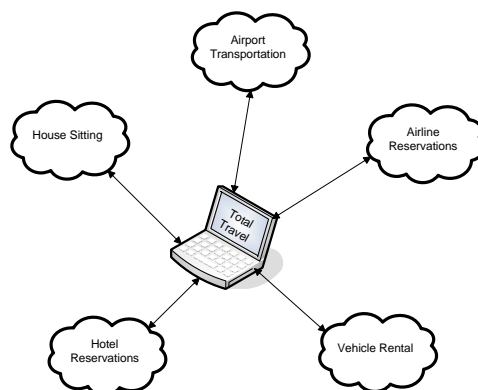 Airport
Transportation
House Sitting
Airline
Reservations
Total
Travel
Hotel
Reservations
Vehicle Rental